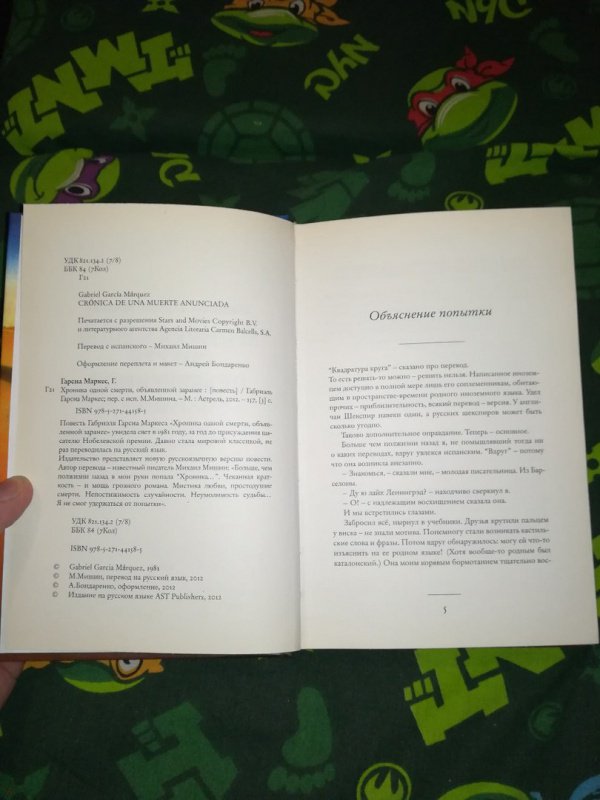 УДК 821.134.2 (7/8)
ББК 84 (7Кол)
Г21
Gabriel García Márquez
CRÓNICA DE UNA MUERTE ANUNCIADA
Печатается с разрешения Stars and Movies Copyright B.V.
и литературного агентства Agencia Literaria Carmen Balcells, S.A.
Перевод с испанского – Михаил Мишин
Оформление переплета и макет – Андрей Бондаренко
Гарсиа Маркес, Г.
Г21 Хроника одной смерти, объявленной заранее : [повесть] / Габриэль
Гарсиа Маркес; пер. с исп. М.Мишина. – М. : Астрель, 2012. – 157, [3] с.
ISBN 978-5-271-44158-5
Повесть Габриэля Гарсиа Маркеса «Хроника одной смерти, объявлен-
ной заранее» увидела свет в 1981 году, за год до присуждения пи-
сателю Нобелевской премии. Давно стала мировой классикой, не
раз переводилась на русский язык.
Издательство представляет новую русскоязычную версию повести.
Автор перевода – известный писатель Михаил Мишин: «Больше, чем
полжизни назад в мои руки попала "Хроника...". Чеканная крат-
кость – и мощь грозного романа. Мистика любви, простодушие
смерти. Непостижимость случайности. Неумолимость судьбы...
Я не смог удержаться от попытки».
УДК 821.134.2 (7/8)
ББК 84 (7Кол)
ISBN 978-5-271-44158-5
© Gabriel García Márquez, 1981
© М.Мишин, перевод на русский язык, 2012
© А.Бондаренко, оформление, 2012
© Издание на русском языке AST Publishers, 2012
Объяснение попытки
"Квадратура круга" – сказано про перевод.
То есть решать-то можно – решить нельзя. Написанное инозем-
цем доступно в полной мере лишь его соплеменникам, обитаю-
щим в пространстве-времени родного иноземного языка. Удел
прочих – приблизительность, всякий перевод – версия. У англи-
чан Шекспир навеки один, а русских шекспиров может быть
сколько угодно.
Таково дополнительное оправдание. Теперь – основное.
Больше чем полжизни назад я, не помышлявший тогда ни
о каких переводах, вдруг увлекся испанским. "Вдруг" – потому
что она возникла внезапно.
– Знакомься, – сказали мне, – молодая писательница. Из Бар-
селоны.
– Ду ю лайк Ленинград? – находчиво сверкнул я.
– О! – с надлежащим восхищением сказала она.
И мы встретились глазами.
Забросил всё, нырнул в учебники. Друзья крутили пальцем
у виска – не знали мотива. Понемногу стали возникать кастиль-
ские слова и фразы. Потом вдруг обнаружилось: могу ей что-то
изъяснить на ее родном языке! (Хотя вообще-то родным был
каталонский.) Она моим корявым бормотанием тщательно вос-
5
NYC
NYC
TMNT